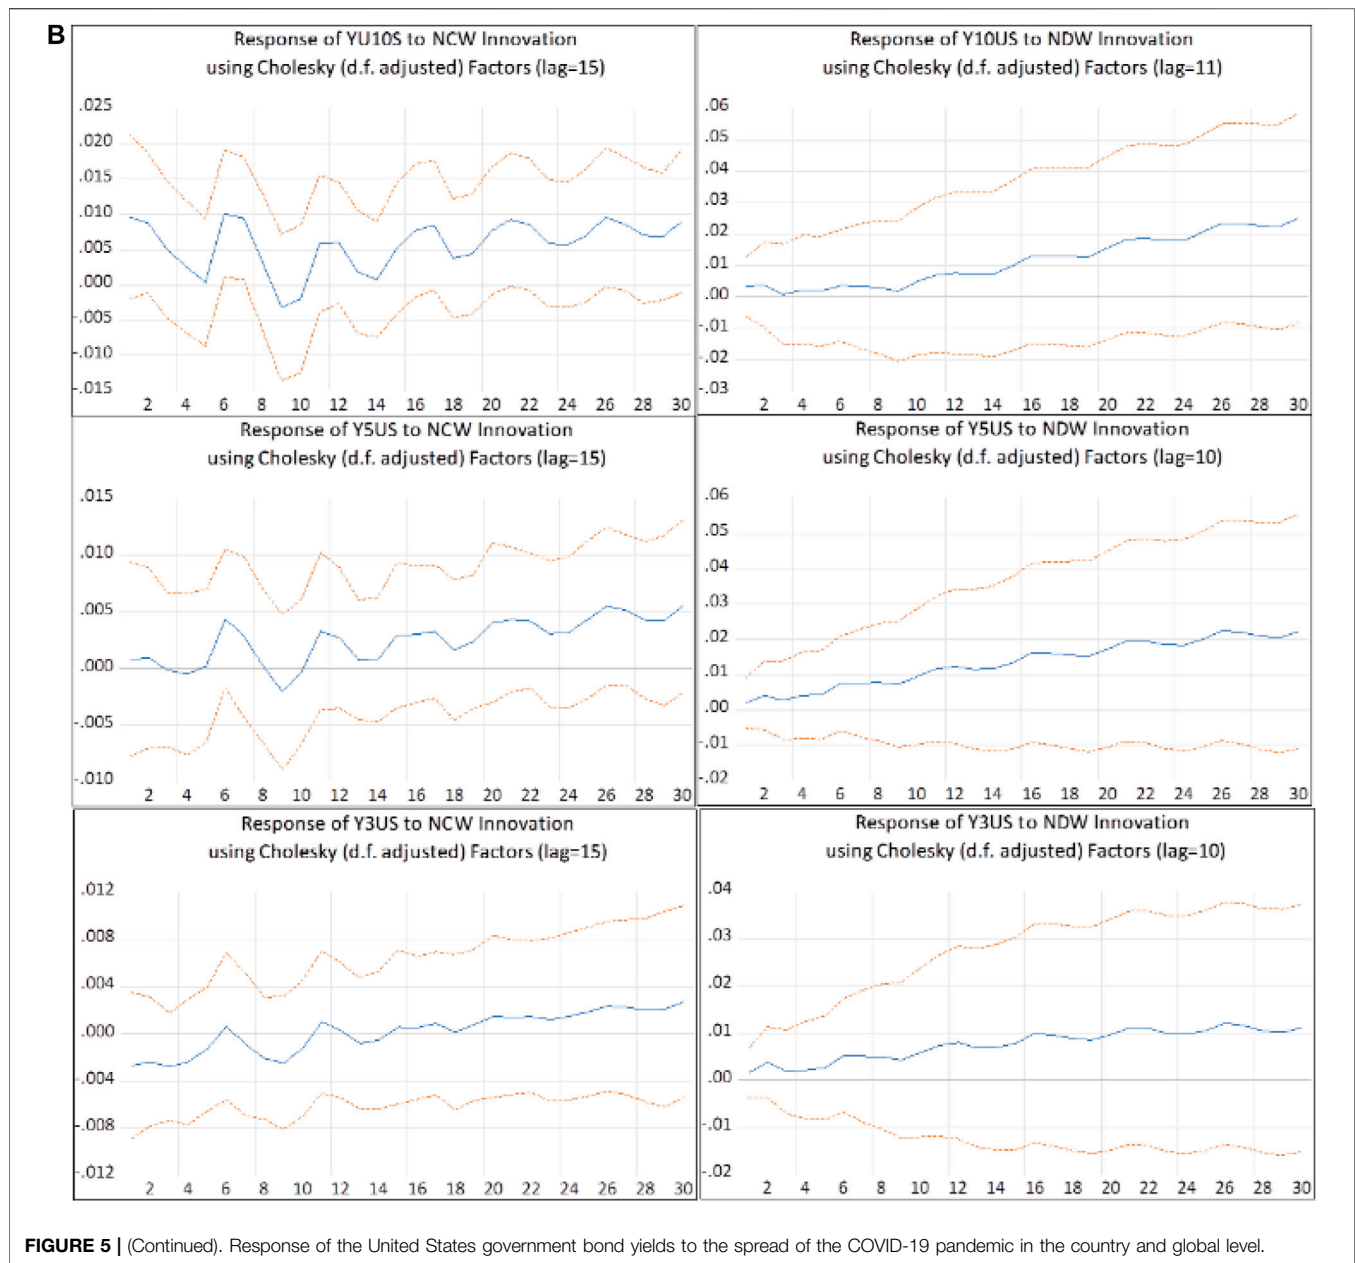 B
Response of YU10S to NCW Innovation
using Cholesky (d.f. adjusted) Factors (lag=15)
.025
.020
.015
.010
.005
.000
-.005
-.010
-.015
2 4 6 8 10 12 14 16 18 20 22 24 26 28 30
Response of Y10US to NDW Innovation
using Cholesky (d.f. adjusted) Factors (lag=11)
.06
.05
.04
.03
.02
.01
.00
-.01
-.02
-.03
2 4 6 8 10 12 14 16 18 20 22 24 26 28 30
Response of Y5US to NCW Innovation
using Cholesky (d.f. adjusted) Factors (lag=15)
.015
.010
.005
.000
-.005
-.010
2 4 6 8 10 12 14 16 18 20 22 24 26 28 30
Response of Y5US to NDW Innovation
using Cholesky (d.f. adjusted) Factors (lag=10)
.06
.05
.04
.03
.02
.01
.00
-.01
-.02
2 4 6 8 10 12 14 16 18 20 22 24 26 28 30
Response of Y3US to NCW Innovation
using Cholesky (d.f. adjusted) Factors (lag=15)
.012
.008
.004
.000
-.004
-.008
-.012
2 4 6 8 10 12 14 16 18 20 22 24 26 28 30
Response of Y3US to NDW Innovation
using Cholesky (d.f. adjusted) Factors (lag=10)
.04
.03
.02
.01
.00
-.01
-.02
2 4 6 8 10 12 14 16 18 20 22 24 26 28 30
FIGURE 5 | (Continued). Response of the United States government bond yields to the spread of the COVID-19 pandemic in the country and global level.